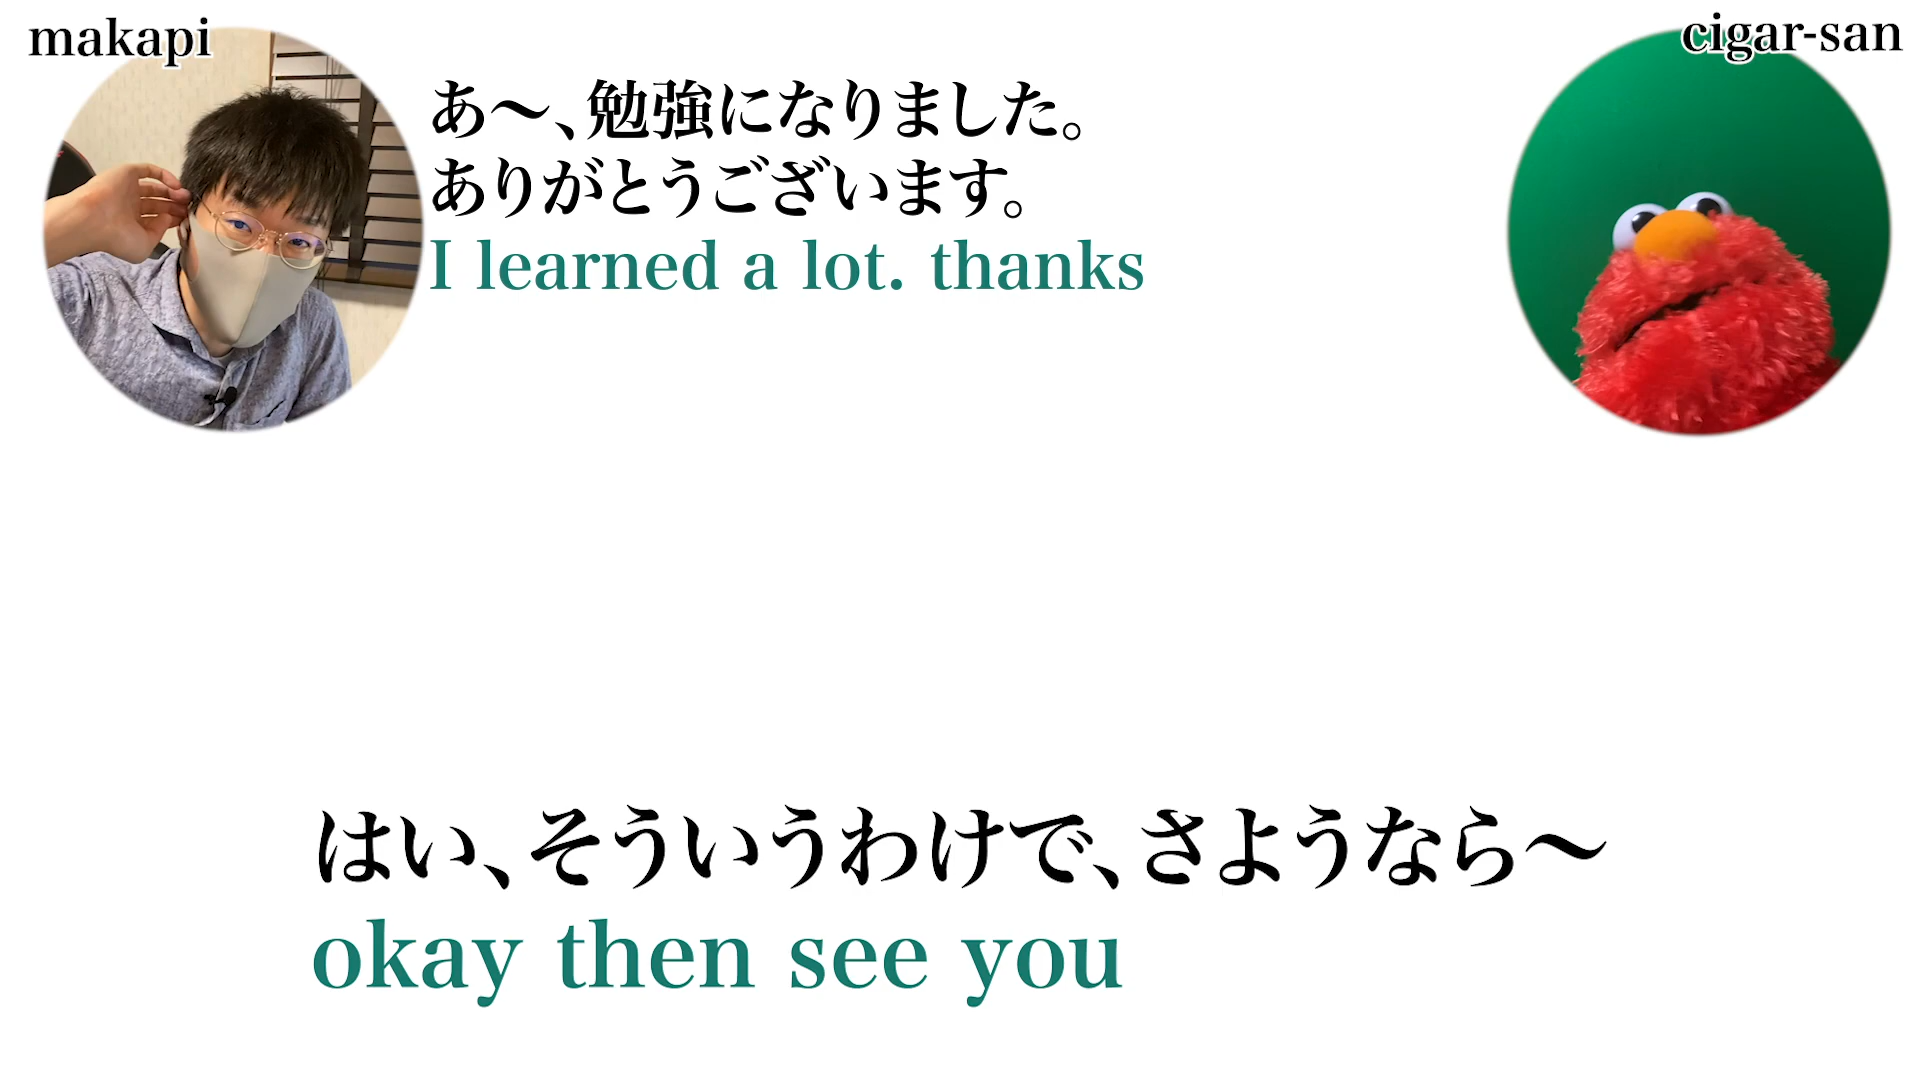 makapi
cigar-san
あ〜、勉強になりました。
ありがとうございます。
I learned a lot. thanks
はい、そういうわけで、さようなら〜
okay then see you